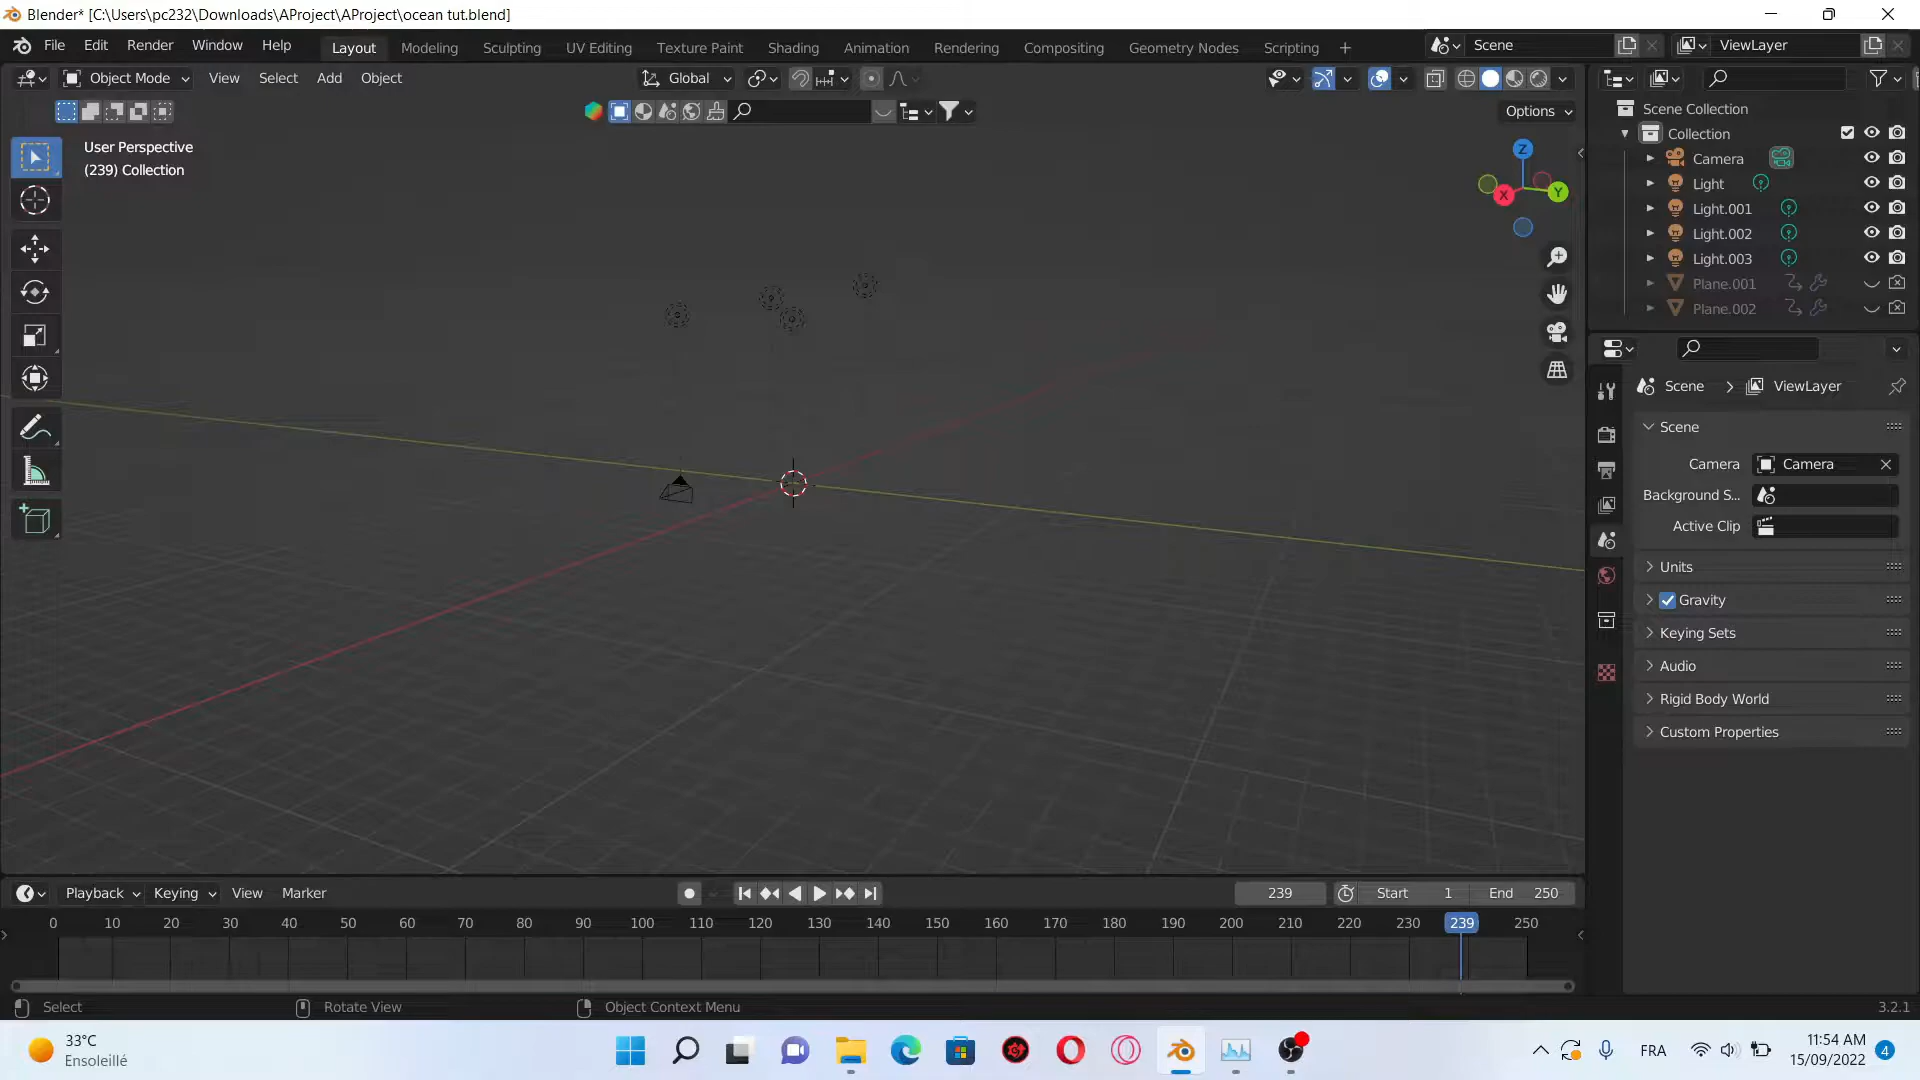 Blender* [C:\Users\pc232\Downloads\AProject\AProject\ocean tut.blend]
File Edit Render Window Help Layout Modeling Sculpting UV Editing Texture Paint Shading Animation Rendering Compositing Geometry Nodes Scripting + Scene ViewLayer
Object Mode View Select Add Object Global
Options
User Perspective
(239) Collection
Z
X
Y
Scene Collection
Collection
Camera
Light
Light.001
Light.002
Light.003
Plane.001
Plane.002
Scene > ViewLayer
Scene
Camera Camera
Background S...
Active Clip
Units
Gravity
Keying Sets
Audio
Rigid Body World
Custom Properties
Playback Keying View Marker 239 Start 1 End 250
0 10 20 30 40 50 60 70 80 90 100 110 120 130 140 150 160 170 180 190 200 210 220 230 239 250
Select Rotate View Object Context Menu 3.2.1
33°C
Ensoleillé
FRA
11:54 AM
15/09/2022
4